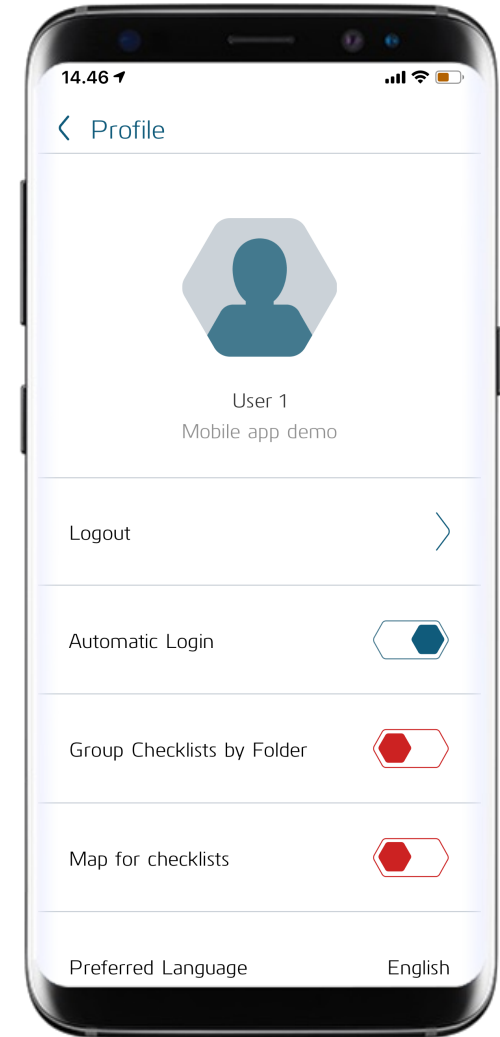 14.46
Profile
User 1
Mobile app demo
Logout
Automatic Login
Group Checklists by Folder
Map for checklists
Preferred Language English